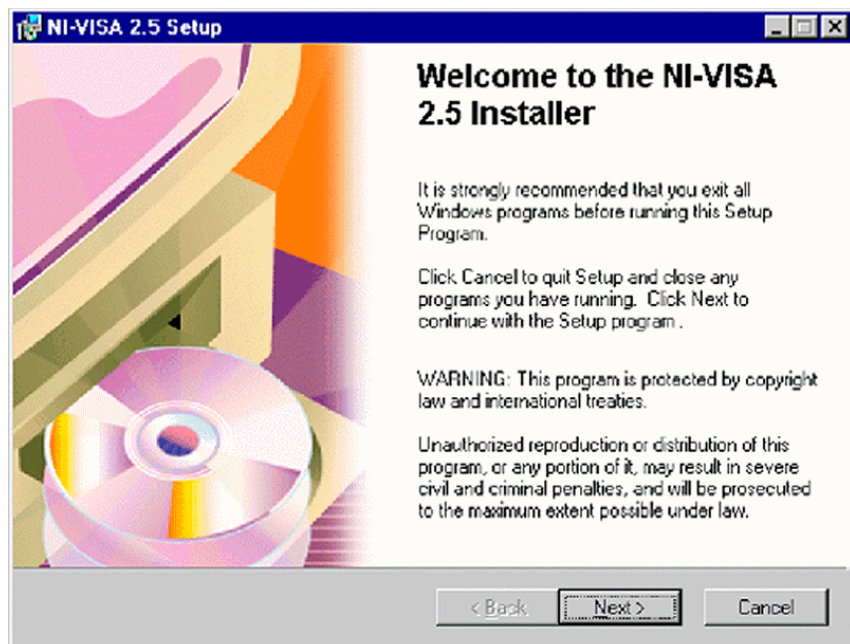 NI-VISA 2.5 Setup
Welcome to the NI-VISA
2.5 Installer
It is strongly recommended that you exit all
Windows programs before running this Setup
Program.
Click Cancel to quit Setup and close any
programs you have running. Click Next to
continue with the Setup program .
WARNING: This program is protected by copyright
law and international treaties.
Unauthorized reproduction or distribution of this
program, or any portion of it, may result in severe
civil and criminal penalties, and will be prosecuted
to the maximum extent possible under law.
< Back Next > Cancel